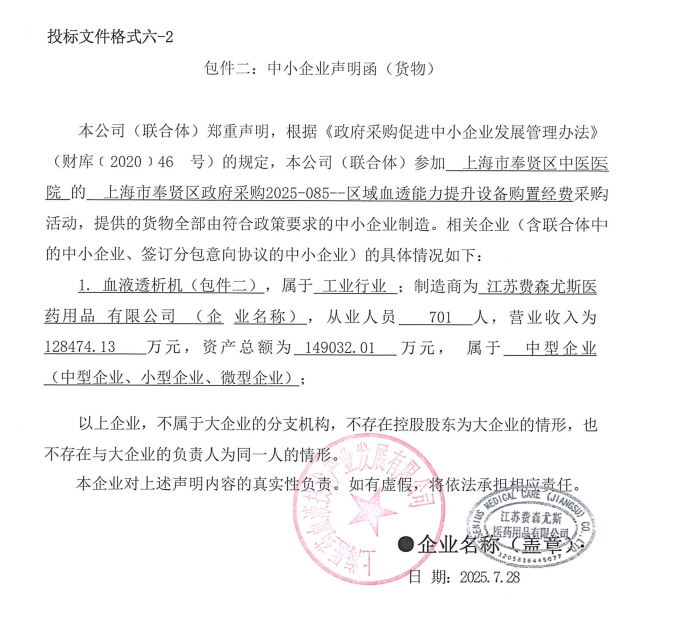 投标文件格式六-2
包件二：中小企业声明函（货物）
本公司（联合体）郑重声明，根据《政府采购促进中小企业发展管理办法》
（财库﹝2020﹞46 号）的规定，本公司（联合体）参加 上海市奉贤区中医医
院 的 上海市奉贤区政府采购2025-085--区域血透能力提升设备购置经费采购
活动，提供的货物全部由符合政策要求的中小企业制造。相关企业（含联合体中
的中小企业、签订分包意向协议的中小企业）的具体情况如下：
1. 血液透析机（包件二），属于 工业行业 ；制造商为 江苏费森尤斯医
药用品 有限公司 （企 业名称），从业人员 701 人，营业收入为
128474.13 万元，资产总额为 149032.01 万元， 属于 中型企业
（中型企业、小型企业、微型企业）；
以上企业，不属于大企业的分支机构，不存在控股股东为大企业的情形，也
不存在与大企业的负责人为同一人的情形。
本企业对上述声明内容的真实性负责。如有虚假，将依法承担相应责任。
●企业名称（盖章）：
日 期：2025.7.28
MEDICAL CARE (JIANGSU) CO.
江苏费森尤斯
医药用品有限公司
3205816445077